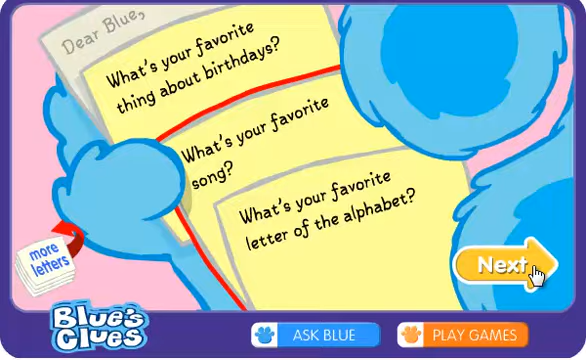 Dear Blue,
What's your favorite
thing about birthdays?
What's your favorite
song?
What's your favorite
letter of the alphabet?
more
letters
Next
Blue's
Clues
ASK BLUE
PLAY GAMES